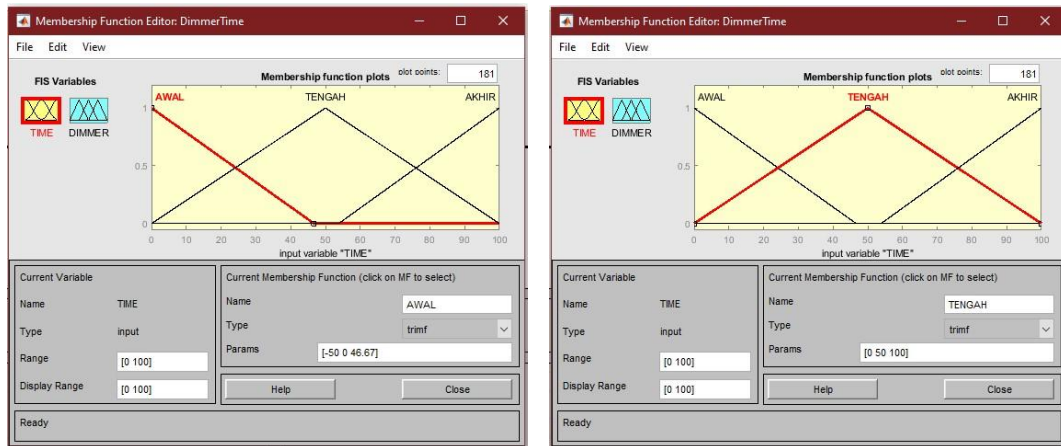 Membership Function Editor: DimmerTime
File Edit View
FIS Variables
TIME DIMMER
Membership function plots plot points: 181
AWAL TENGAH AKHIR
1
0.5
0
0 10 20 30 40 50 60 70 80 90 100
input variable "TIME"
Current Variable
Name TIME
Type input
Range [0 100]
Display Range [0 100]
Current Membership Function (click on MF to select)
Name AWAL
Type trimf
Params [-50 0 46.67]
Help Close
Ready
Membership Function Editor: DimmerTime
File Edit View
FIS Variables
TIME DIMMER
Membership function plots plot points: 181
AWAL TENGAH AKHIR
1
0.5
0
0 10 20 30 40 50 60 70 80 90 100
input variable "TIME"
Current Variable
Name TIME
Type input
Range [0 100]
Display Range [0 100]
Current Membership Function (click on MF to select)
Name TENGAH
Type trimf
Params [0 50 100]
Help Close
Ready